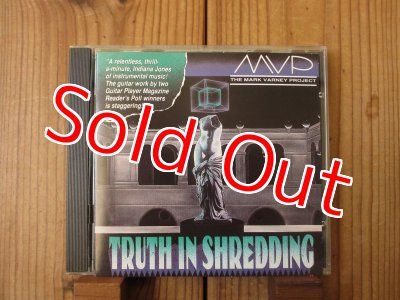 "A relentless, thrill-
a-minute, Indiana Jones
of instrumental music!
The guitar work by two
Guitar Player Magazine
Reader's Poll winners
is staggering
MVP
THE MARK VARNEY PROJECT
Sold Out
TRUTH IN SHREDDING